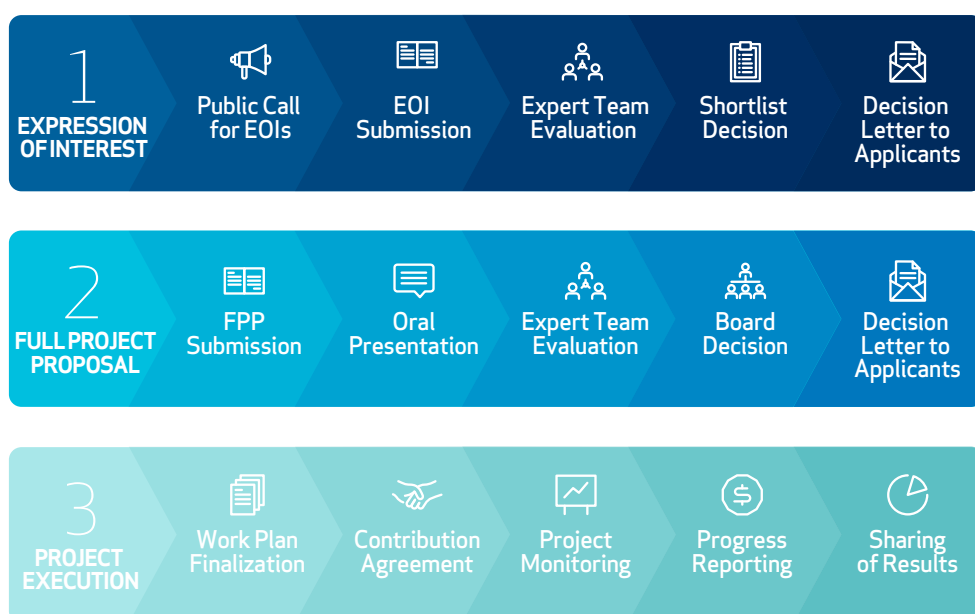 1
EXPRESSION
OF INTEREST
Public Call
for EOIs
EOI
Submission
Expert Team
Evaluation
Shortlist
Decision
Decision
Letter to
Applicants
2
FULL PROJECT
PROPOSAL
FPP
Submission
Oral
Presentation
Expert Team
Evaluation
Board
Decision
Decision
Letter to
Applicants
3
PROJECT
EXECUTION
Work Plan
Finalization
Contribution
Agreement
Project
Monitoring
$
Progress
Reporting
Sharing
of Results